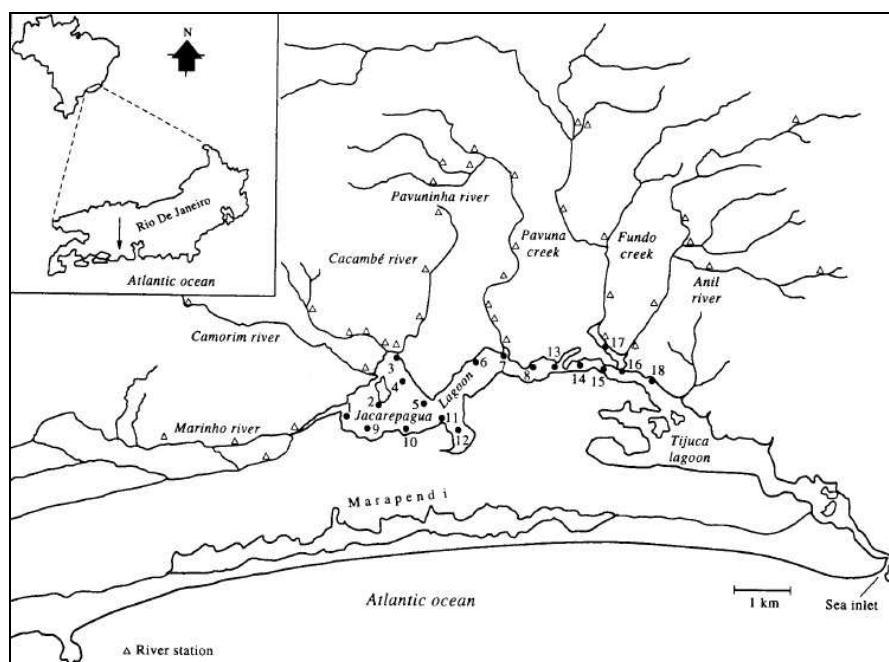 N
Rio De Janeiro
Atlantic ocean
Pavuninha river
Pavuna
creek
Fundo
creek
Cacambé river
Anil
river
Camorim river
17
3
6
7
13
8
14
15
16
18
4
2
5
Lagoon
1
Jacarepagua
11
9
10
12
Marinho river
Tijuca
lagoon
Marapendi
Atlantic ocean
1 km
Sea inlet
△ River station